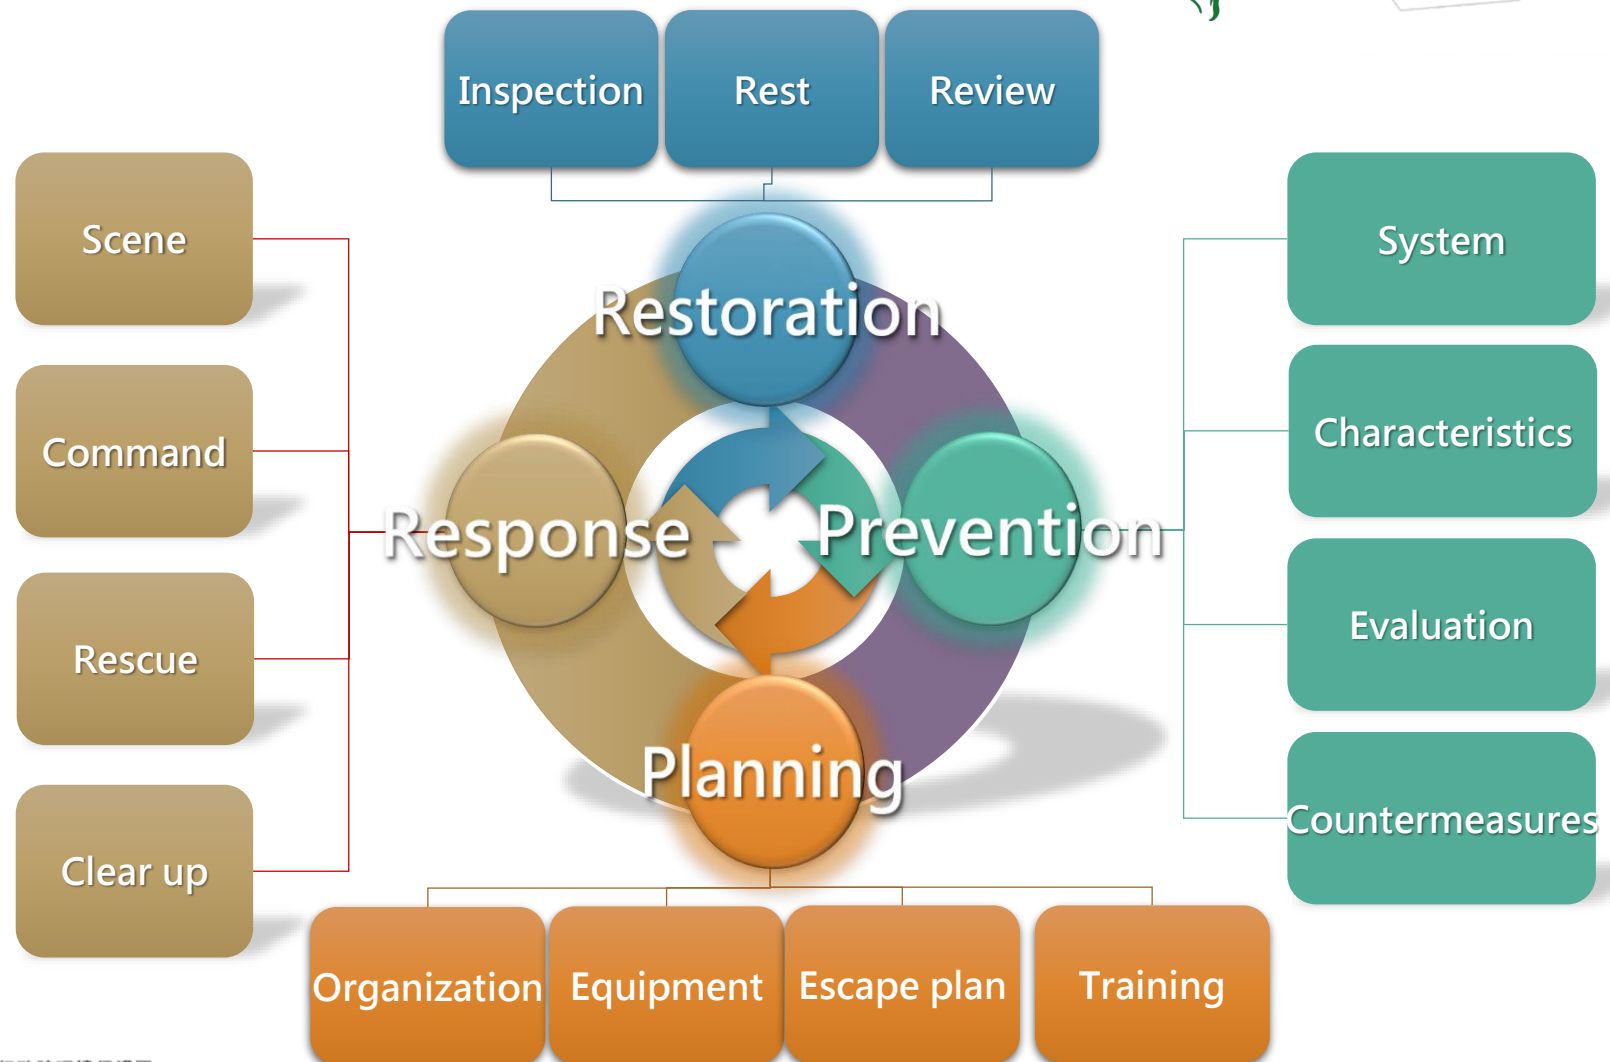 Inspection
Rest
Review
Scene
System
Restoration
Command
Characteristics
Response
Prevention
Rescue
Evaluation
Planning
Clear up
Countermeasures
Organization
Equipment
Escape plan
Training